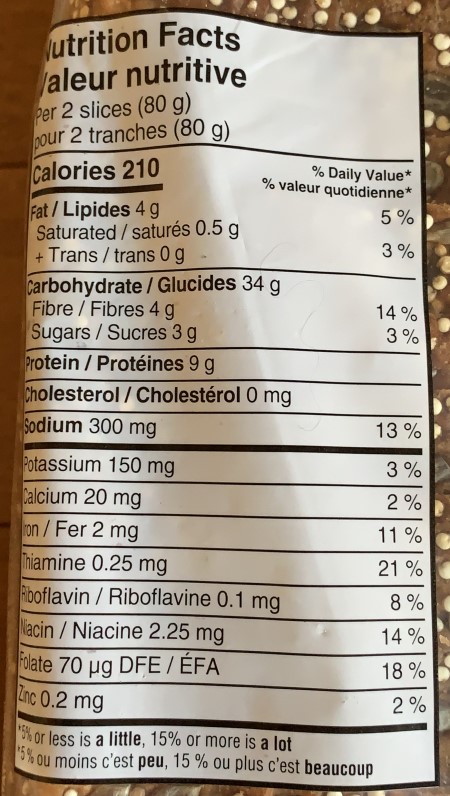 Nutrition Facts
Valeur nutritive
Per 2 slices (80 g)
pour 2 tranches (80 g)
Calories 210
% Daily Value*
% valeur quotidienne*
Fat / Lipides 4 g 5 %
Saturated / saturés 0.5 g
+ Trans / trans 0 g 3 %
Carbohydrate / Glucides 34 g
Fibre / Fibres 4 g 14 %
Sugars / Sucres 3 g 3 %
Protein / Protéines 9 g
Cholesterol / Cholestérol 0 mg
Sodium 300 mg 13 %
Potassium 150 mg 3 %
Calcium 20 mg 2 %
Iron / Fer 2 mg 11 %
Thiamine 0.25 mg 21 %
Riboflavin / Riboflavine 0.1 mg 8 %
Niacin / Niacine 2.25 mg 14 %
Folate 70 µg DFE / ÉFA 18 %
Zinc 0.2 mg 2 %
*5% or less is a little, 15% or more is a lot
*5 % ou moins c'est peu, 15 % ou plus c'est beaucoup